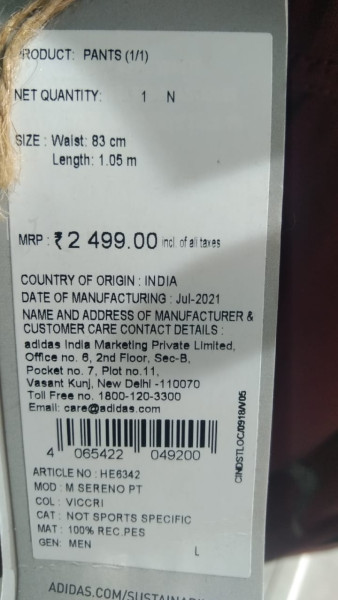 PRODUCT: PANTS (1/1)
NET QUANTITY: 1 N
SIZE : Waist: 83 cm
Length: 1.05 m
MRP : ₹ 2 499.00 incl. of all taxes
COUNTRY OF ORIGIN : INDIA
DATE OF MANUFACTURING : Jul-2021
NAME AND ADDRESS OF MANUFACTURER &
CUSTOMER CARE CONTACT DETAILS :
adidas India Marketing Private Limited,
Office no. 6, 2nd Floor, Sec-B,
Pocket no. 7, Plot no.11,
Vasant Kunj, New Delhi -110070
Toll Free no. 1800-120-3300
Email: care@adidas.com
4 065422 049200
CINDSTLOC/0918/V05
ARTICLE NO : HE6342
MOD : M SERENO PT
COL : VICCRI
CAT : NOT SPORTS SPECIFIC
MAT : 100% REC.PES
GEN: MEN L